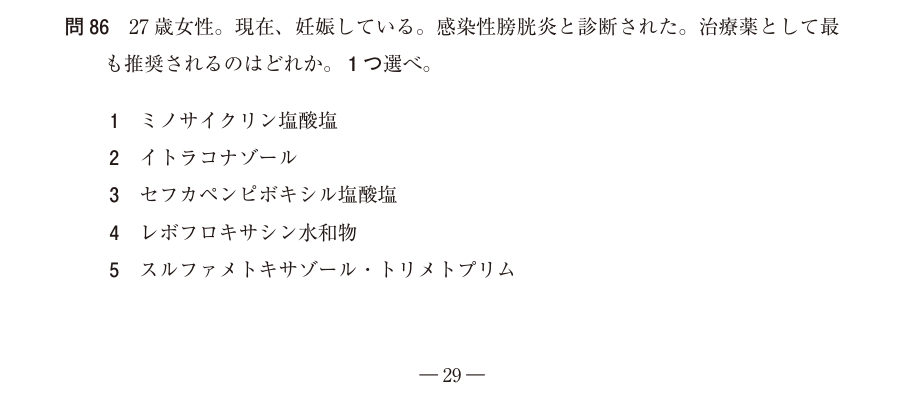 問 86 27 歳女性。現在、妊娠している。感染性膀胱炎と診断された。治療薬として最
も推奨されるのはどれか。1 つ選べ。
1 ミノサイクリン塩酸塩
2 イトラコナゾール
3 セフカペンピボキシル塩酸塩
4 レボフロキサシン水和物
5 スルファメトキサゾール・トリメトプリム
― 29 ―